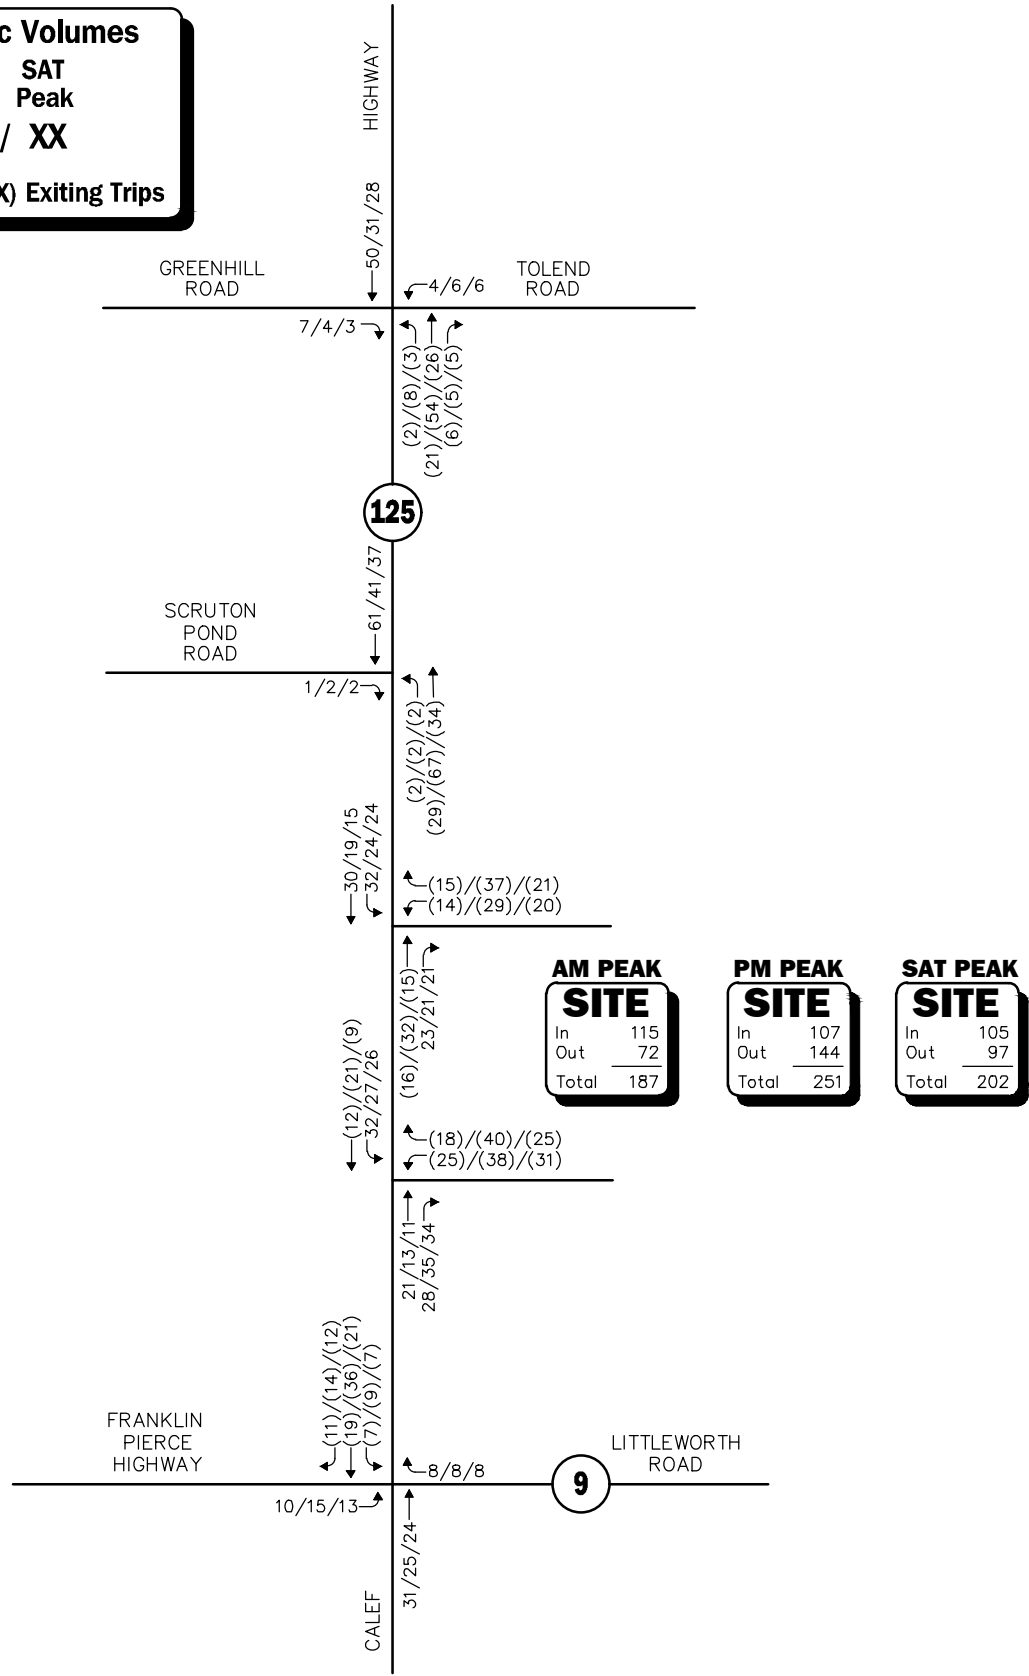 c Volumes
SAT
Peak
/ XX
X) Exiting Trips
HIGHWAY
50/31/28
GREENHILL
ROAD
4/6/6
TOLEND
ROAD
7/4/3
(2)/(8)/(3)
(21)/(54)/(26)
(6)/(5)/(5)
125
61/41/37
SCRUTON
POND
ROAD
1/2/2
(2)/(2)/(2)
(29)/(67)/(34)
30/19/15
32/24/24
(15)/(37)/(21)
(14)/(29)/(20)
(16)/(32)/(15)
23/21/21
AM PEAK
SITE
In 115
Out 72
Total 187
PM PEAK
SITE
In 107
Out 144
Total 251
SAT PEAK
SITE
In 105
Out 97
Total 202
(12)/(21)/(9)
32/27/26
(18)/(40)/(25)
(25)/(38)/(31)
21/13/11
28/35/34
(11)/(14)/(12)
(19)/(36)/(21)
(7)/(9)/(7)
FRANKLIN
PIERCE
HIGHWAY
8/8/8
9
LITTLEWORTH
ROAD
10/15/13
31/25/24
CALEF